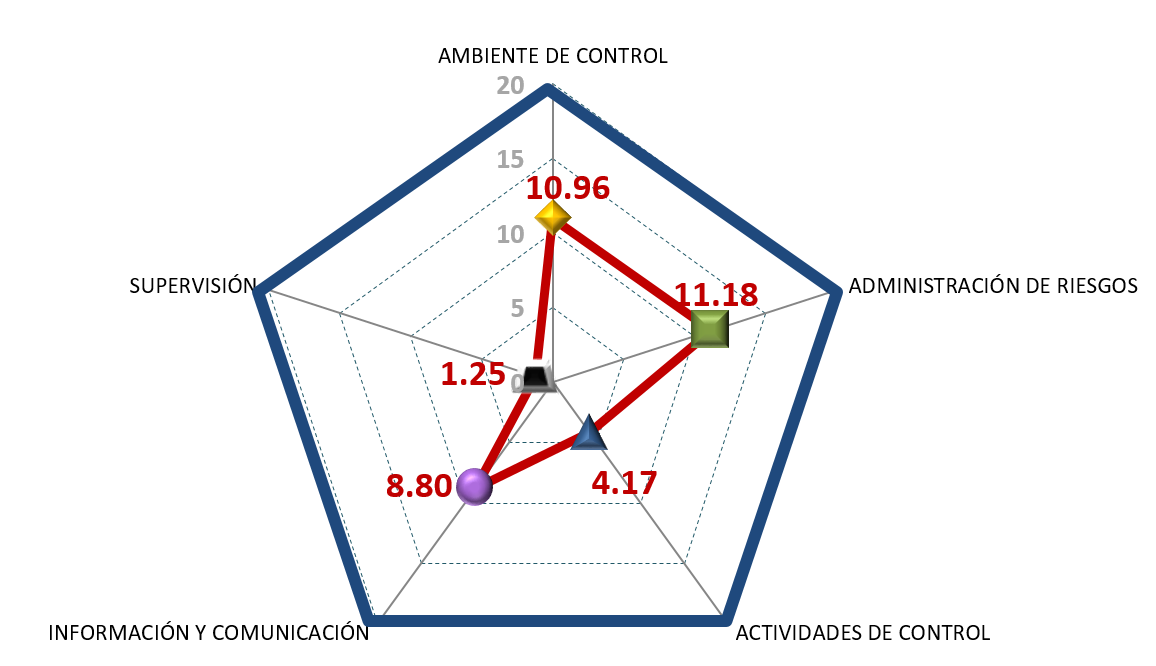 AMBIENTE DE CONTROL
20
15
10.96
10
SUPERVISIÓN
ADMINISTRACIÓN DE RIESGOS
11.18
5
1.25
0
8.80
4.17
INFORMACIÓN Y COMUNICACIÓN
ACTIVIDADES DE CONTROL